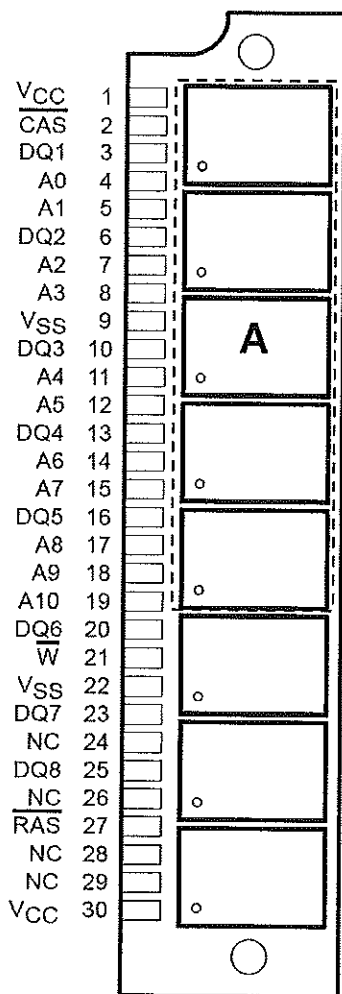 VCC 1
C̅A̅S̅ 2
DQ1 3
A0 4
A1 5
DQ2 6
A2 7
A3 8
VSS 9
DQ3 10
A4 11
A5 12
DQ4 13
A6 14
A7 15
DQ5 16
A8 17
A9 18
A10 19
DQ6 20
W̅ 21
VSS 22
DQ7 23
NC 24
DQ8 25
NC 26
R̅A̅S̅ 27
NC 28
NC 29
VCC 30
A